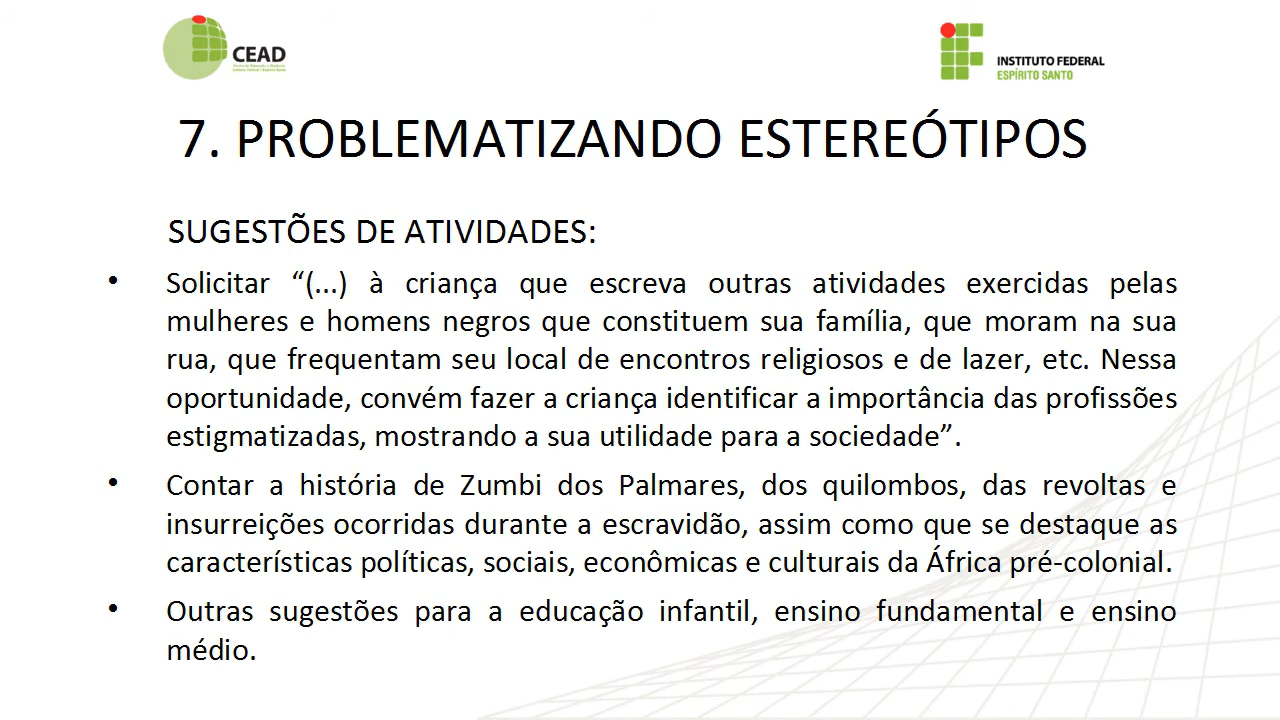 CEAD
INSTITUTO FEDERAL
ESPÍRITO SANTO
7. PROBLEMATIZANDO ESTEREÓTIPOS
SUGESTÕES DE ATIVIDADES:
• Solicitar “(...) à criança que escreva outras atividades exercidas pelas
mulheres e homens negros que constituem sua família, que moram na sua
rua, que frequentam seu local de encontros religiosos e de lazer, etc. Nessa
oportunidade, convém fazer a criança identificar a importância das profissões
estigmatizadas, mostrando a sua utilidade para a sociedade”.
• Contar a história de Zumbi dos Palmares, dos quilombos, das revoltas e
insurreições ocorridas durante a escravidão, assim como que se destaque as
características políticas, sociais, econômicas e culturais da África pré-colonial.
• Outras sugestões para a educação infantil, ensino fundamental e ensino
médio.